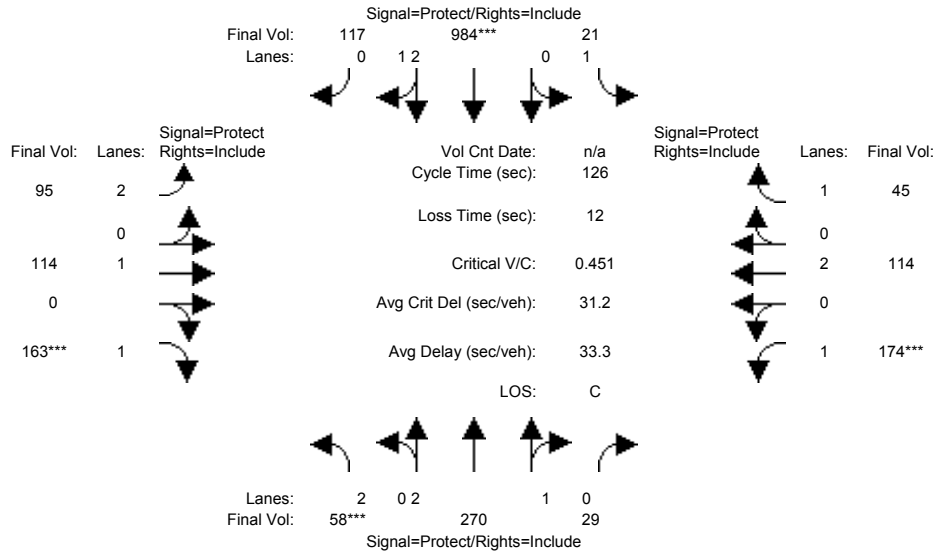 Signal=Protect/Rights=Include
Final Vol: 117 984*** 21
Lanes: 0 1 2 0 1
Signal=Protect Signal=Protect
Final Vol: Lanes: Rights=Include Vol Cnt Date: n/a Rights=Include Lanes: Final Vol:
Cycle Time (sec): 126
95 2 1 45
Loss Time (sec): 12
0 0
114 1 Critical V/C: 0.451 2 114
0 Avg Crit Del (sec/veh): 31.2 0
163*** 1 Avg Delay (sec/veh): 33.3 1 174***
LOS: C
Lanes: 2 0 2 1 0
Final Vol: 58*** 270 29
Signal=Protect/Rights=Include